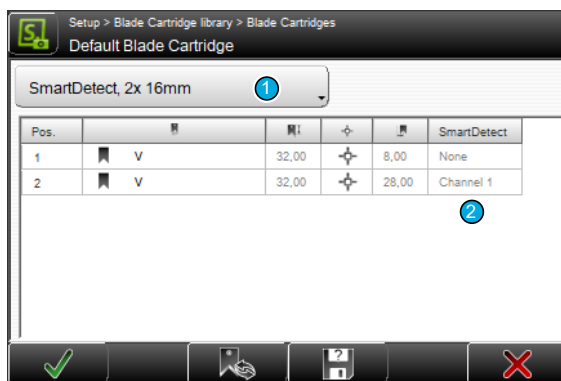 Setup > Blade Cartridge library > Blade Cartridges
Default Blade Cartridge
SmartDetect, 2x 16mm 1
Pos. SmartDetect
1 V 32,00 8,00 None
2 V 32,00 28,00 Channel 1
2
?